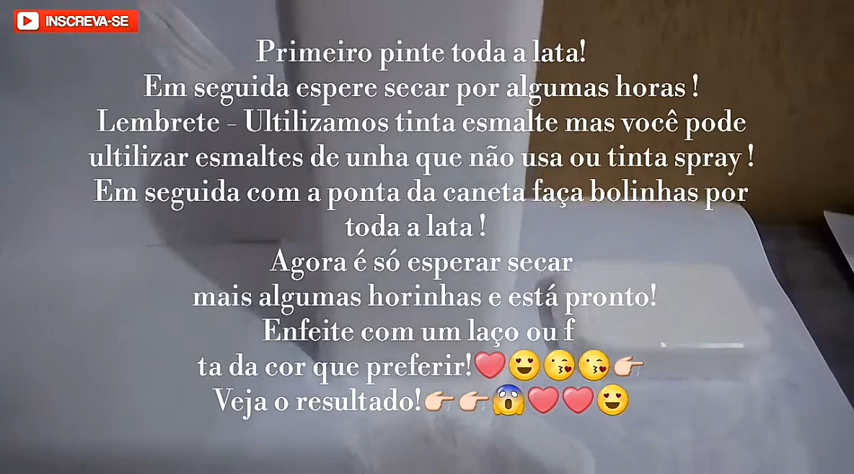 INSCREVA-SE
Primeiro pinte toda a lata!
Em seguida espere secar por algumas horas !
Lembrete - Ultilizamos tinta esmalte mas você pode
ultilizar esmaltes de unha que não usa ou tinta spray !
Em seguida com a ponta da caneta faça bolinhas por
toda a lata !
Agora é só esperar secar
mais algumas horinhas e está pronto!
Enfeite com um laço ou f
ta da cor que preferir!❤️😍😘😘👉🏻
Veja o resultado!👉🏻👉🏻😱❤️❤️😍